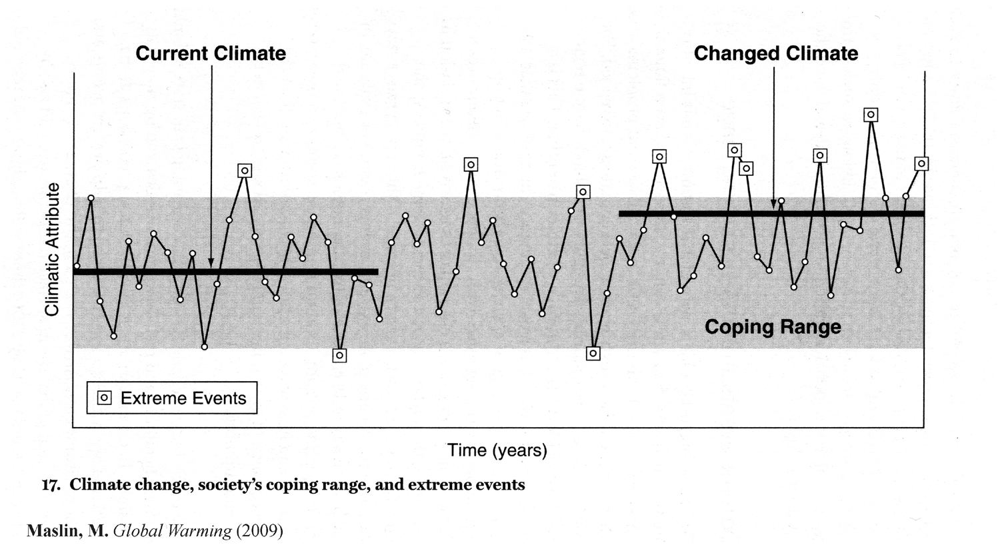 Current Climate
Changed Climate
Climatic Attribute
Coping Range
Extreme Events
Time (years)
17. Climate change, society’s coping range, and extreme events
Maslin, M. Global Warming (2009)